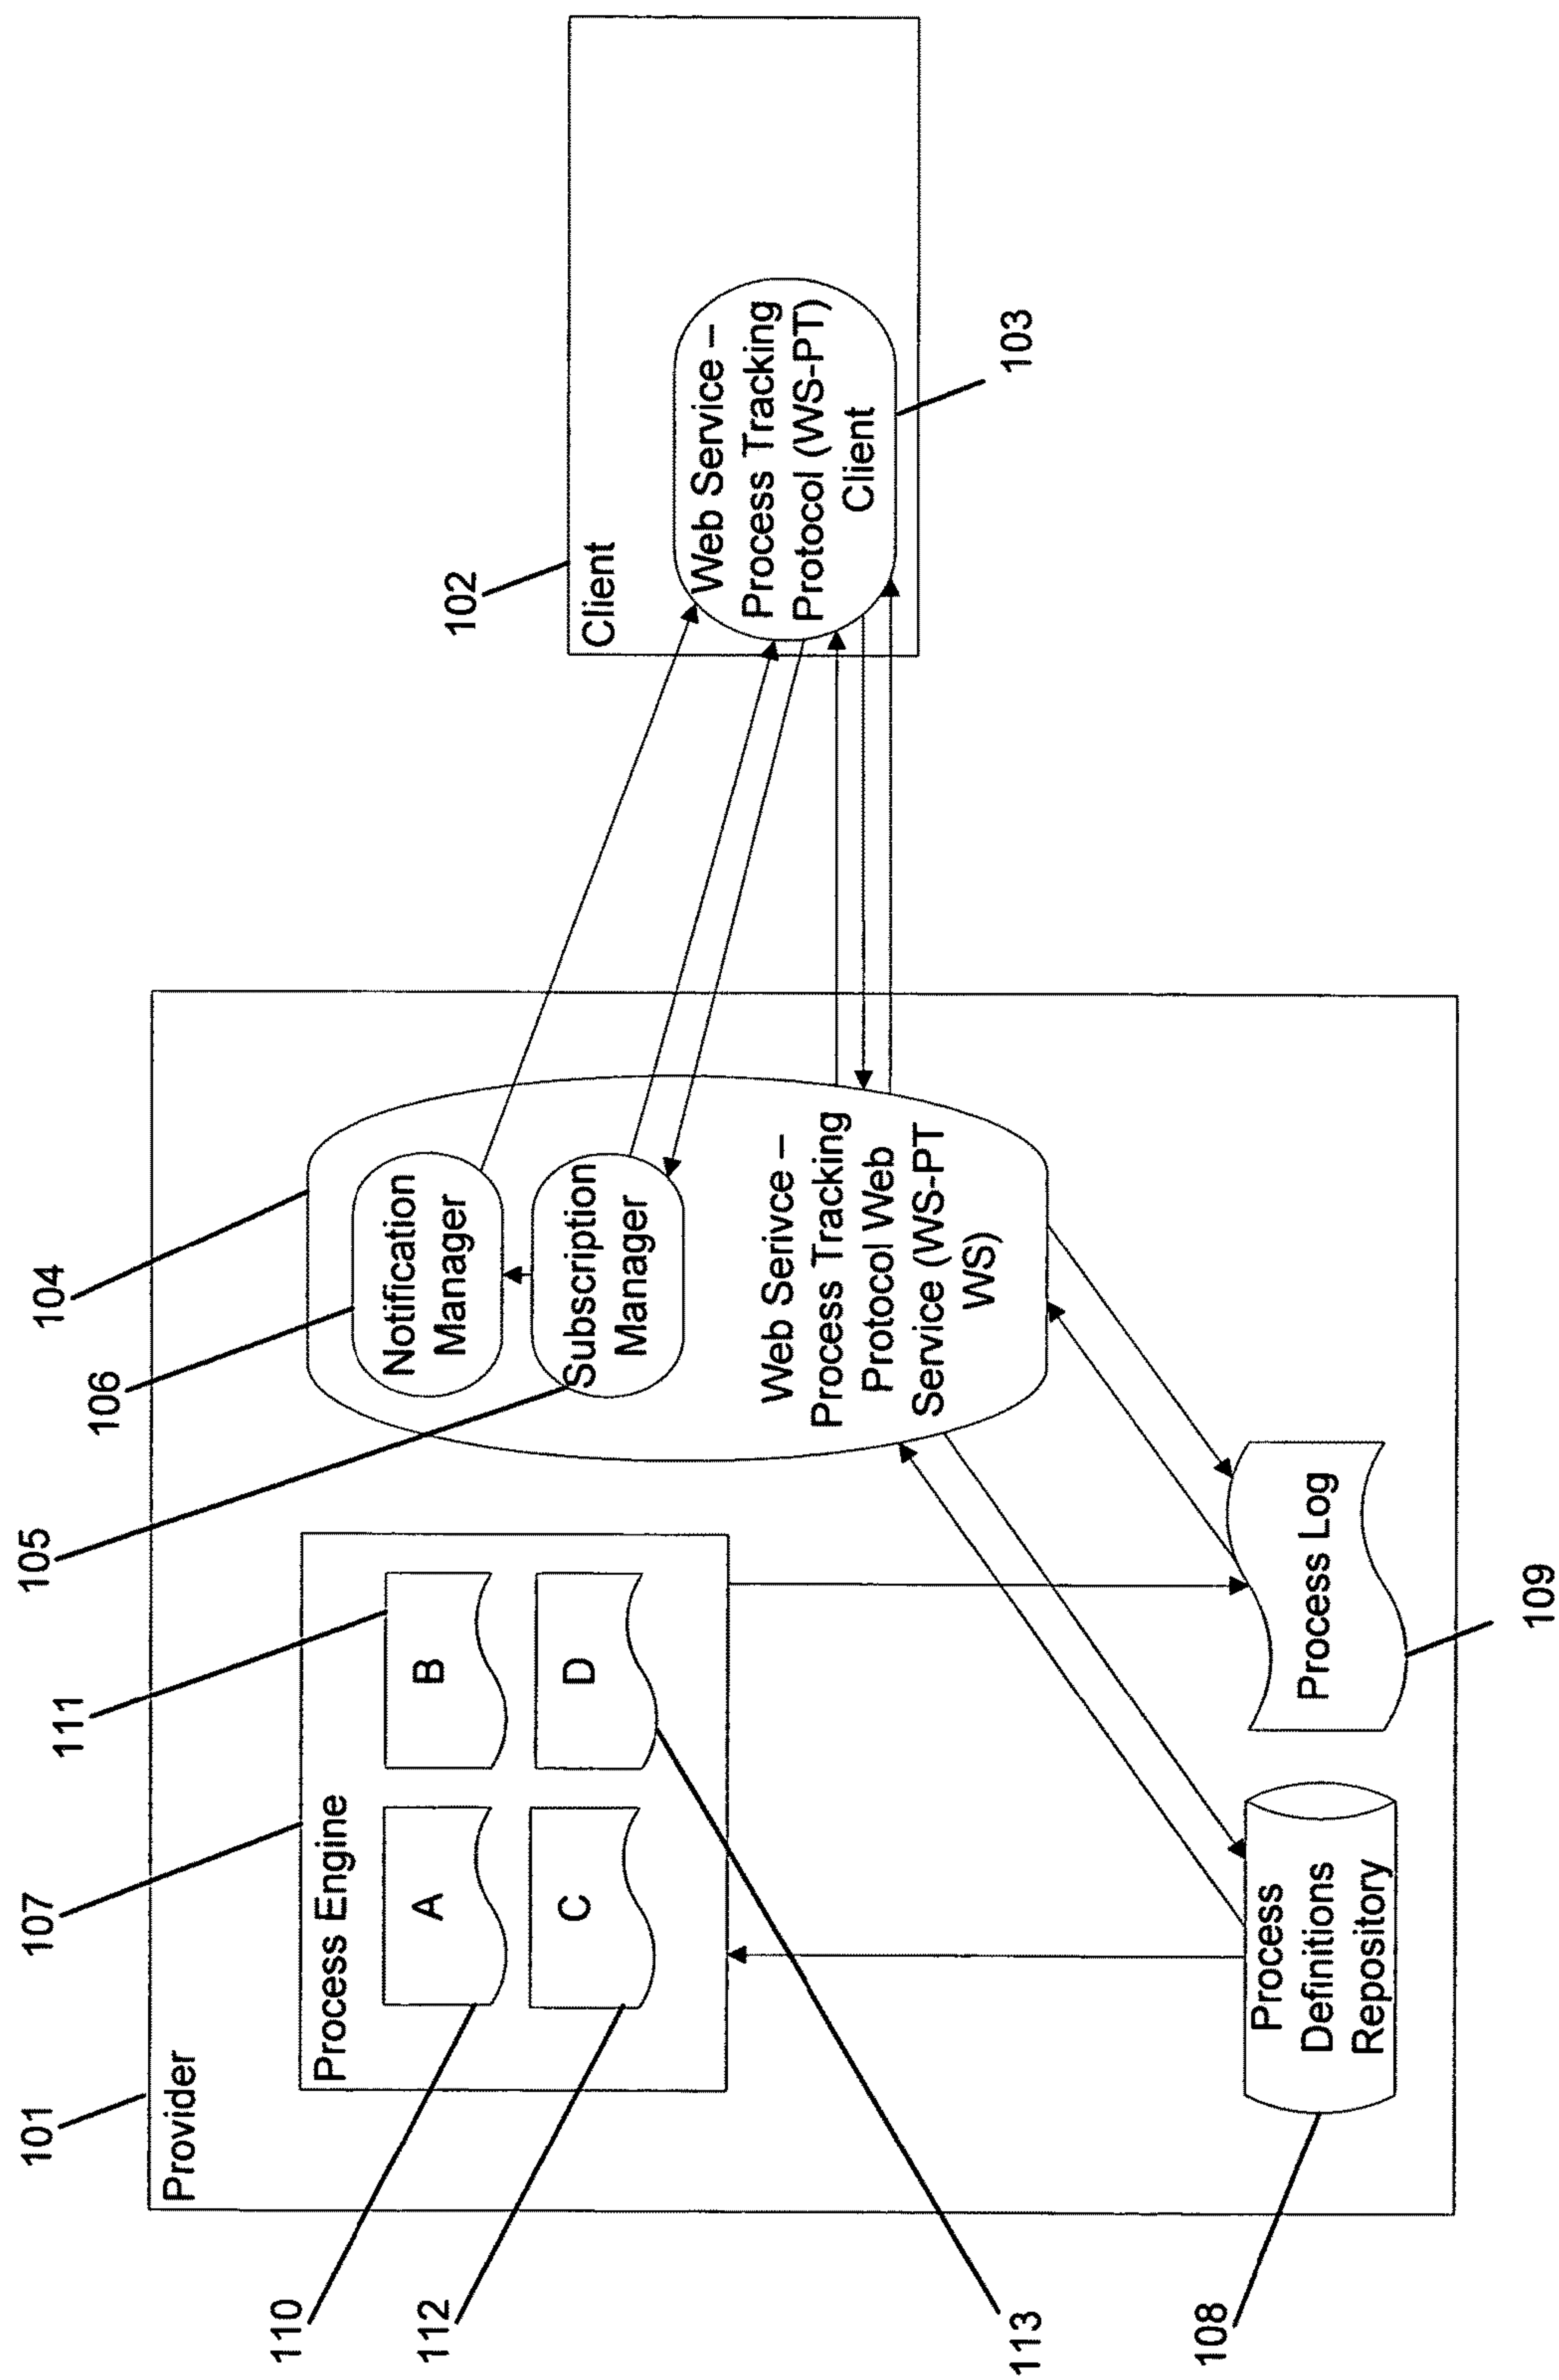 101
Provider
107
Process Engine
110
A
111
B
112
C
113
D
104
106
Notification
Manager
105
Subscription
Manager
Web Serivce –
Process Tracking
Protocol Web
Service (WS-PT
WS)
108
Process
Definitions
Repository
Process Log
109
102
Client
Web Service –
Process Tracking
Protocol (WS-PT)
Client
103